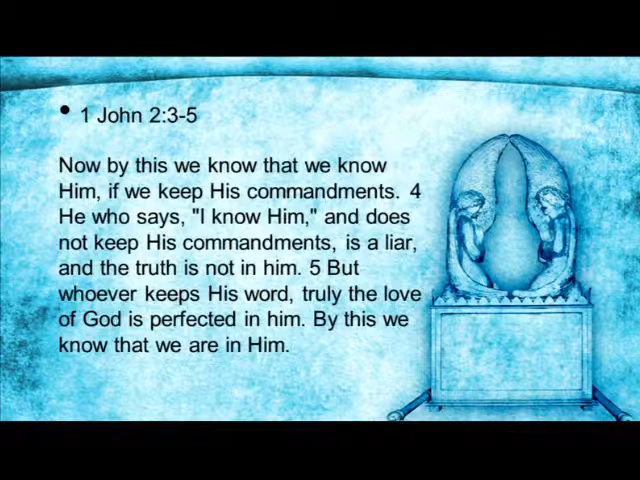 • 1 John 2:3-5
Now by this we know that we know
Him, if we keep His commandments. 4
He who says, "I know Him," and does
not keep His commandments, is a liar,
and the truth is not in him. 5 But
whoever keeps His word, truly the love
of God is perfected in him. By this we
know that we are in Him.